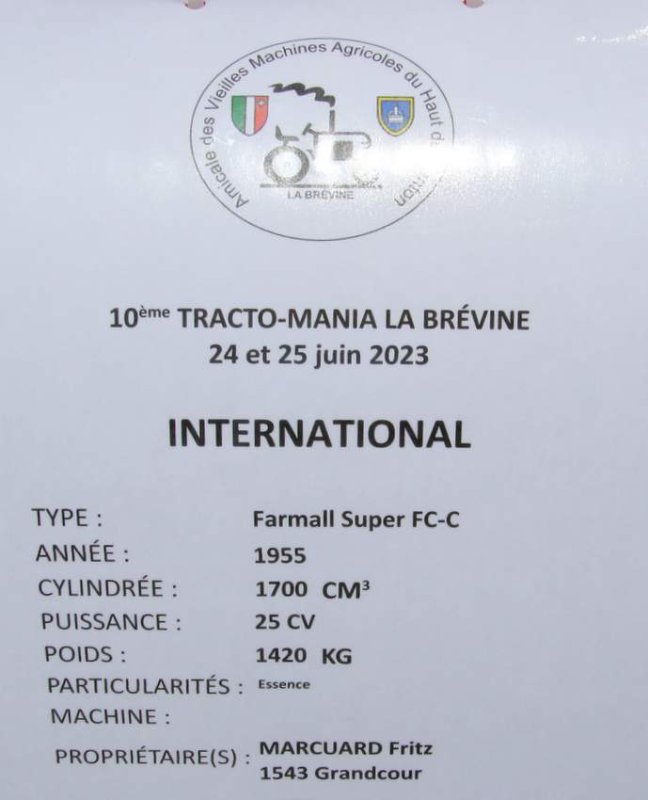 Amicale des Vieilles Machines Agricoles du Haut
LA BRÉVINE
10ème TRACTO-MANIA LA BRÉVINE
24 et 25 juin 2023
INTERNATIONAL
TYPE : Farmall Super FC-C
ANNÉE : 1955
CYLINDRÉE : 1700 CM³
PUISSANCE : 25 CV
POIDS : 1420 KG
PARTICULARITÉS : Essence
MACHINE :
PROPRIÉTAIRE(S) : MARCUARD Fritz
1543 Grandcour